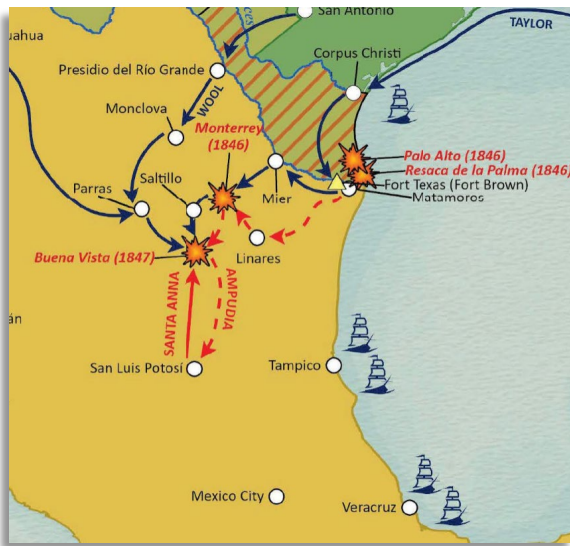 San Antonio
TAYLOR
uahua
Corpus Christi
Presidio del Río Grande
WOOL
Monclova
Monterrey
(1846)
Palo Alto (1846)
Resaca de la Palma (1846)
Fort Texas (Fort Brown)
Matamoros
Saltillo
Parras
Mier
Linares
Buena Vista (1847)
AMPUDIA
SANTA ANNA
án
San Luis Potosí
Tampico
Mexico City
Veracruz